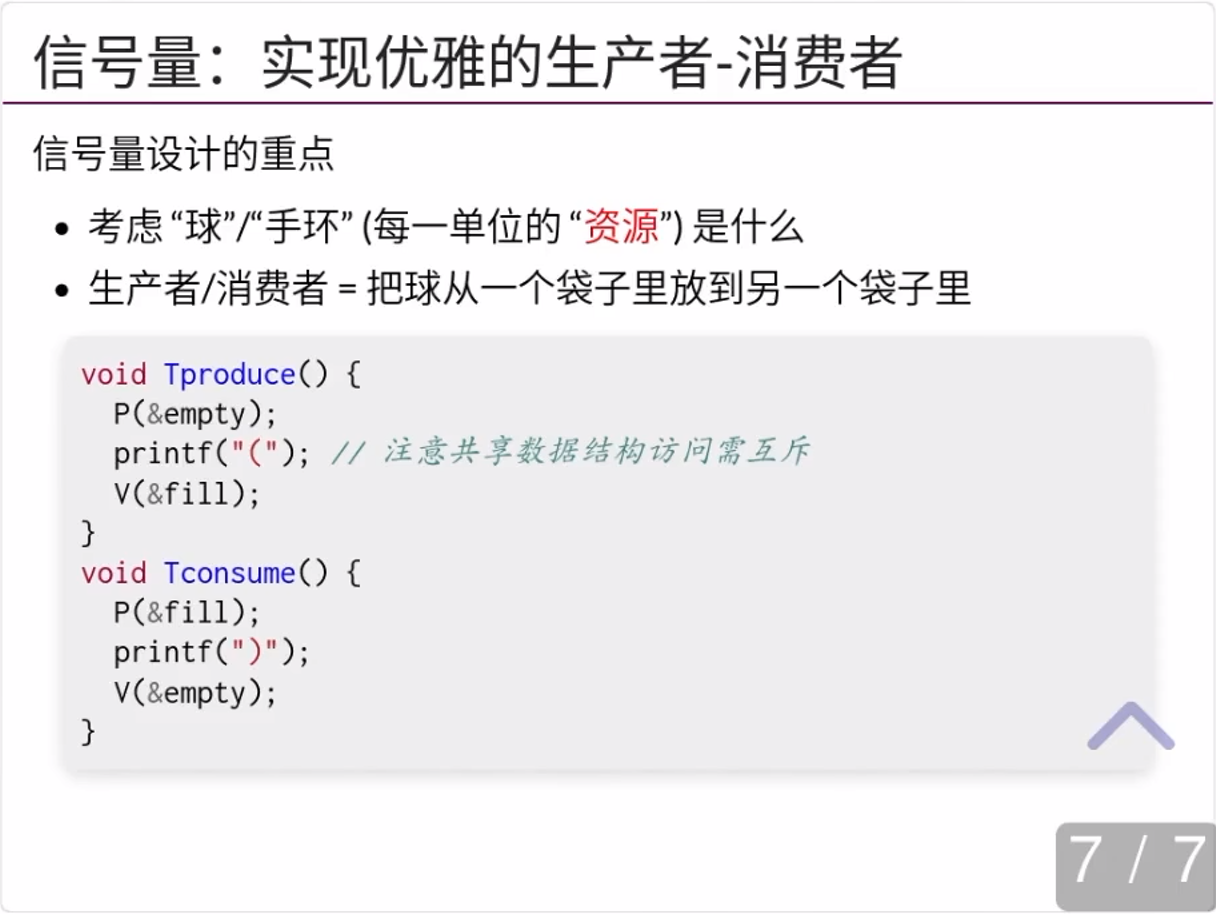 信号量：实现优雅的生产者-消费者
信号量设计的重点
• 考虑 “球”/“手环” (每一单位的 “资源”) 是什么
• 生产者/消费者 = 把球从一个袋子里放到另一个袋子里
void Tproduce() {
  P(&empty);
  printf("("); // 注意共享数据结构访问需互斥
  V(&fill);
}
void Tconsume() {
  P(&fill);
  printf(")");
  V(&empty);
}
7 / 7